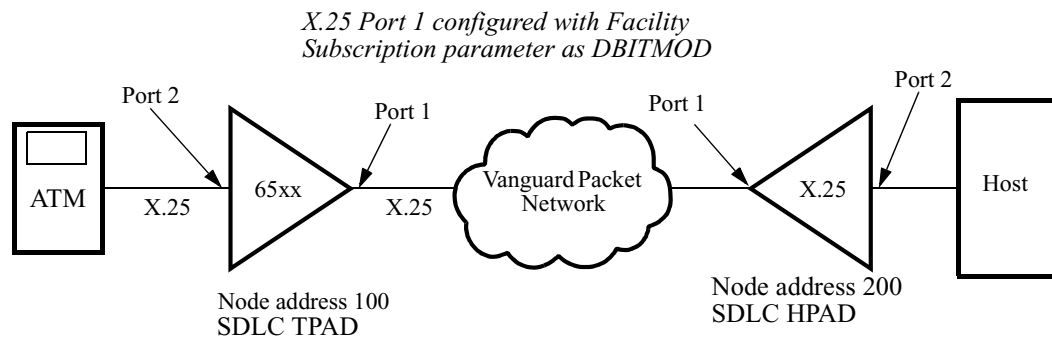 X.25 Port 1 configured with Facility
Subscription parameter as DBITMOD
Port 2
Port 1
Port 1
Port 2
ATM
X.25
65xx
X.25
Vanguard Packet
Network
X.25
Host
Node address 100
SDLC TPAD
Node address 200
SDLC HPAD